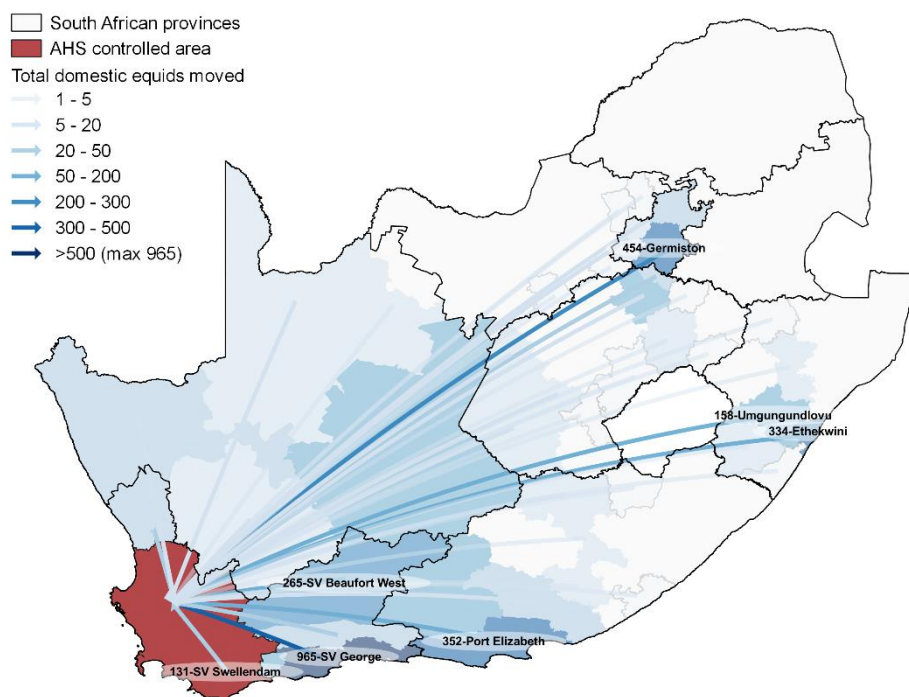 South African provinces
AHS controlled area
Total domestic equids moved
1 - 5
5 - 20
20 - 50
50 - 200
200 - 300
300 - 500
>500 (max 965)
454-Germiston
158-Umgungundlovu
334-Ethekwini
265-SV Beaufort West
352-Port Elizabeth
965-SV George
131-SV Swellendam